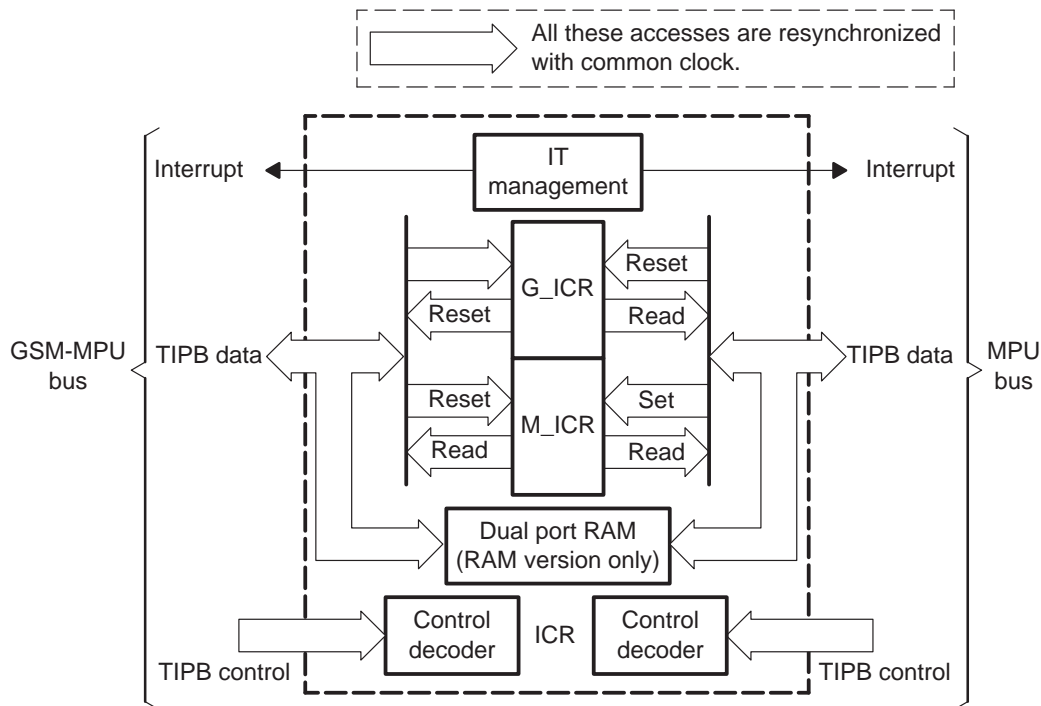 All these accesses are resynchronized
with common clock.
Interrupt
IT
management
Interrupt
G_ICR
Reset
Reset
Read
GSM-MPU
bus
TIPB data
TIPB data
MPU
bus
Reset
Set
M_ICR
Read
Read
Dual port RAM
(RAM version only)
Control
decoder
ICR
Control
decoder
TIPB control
TIPB control